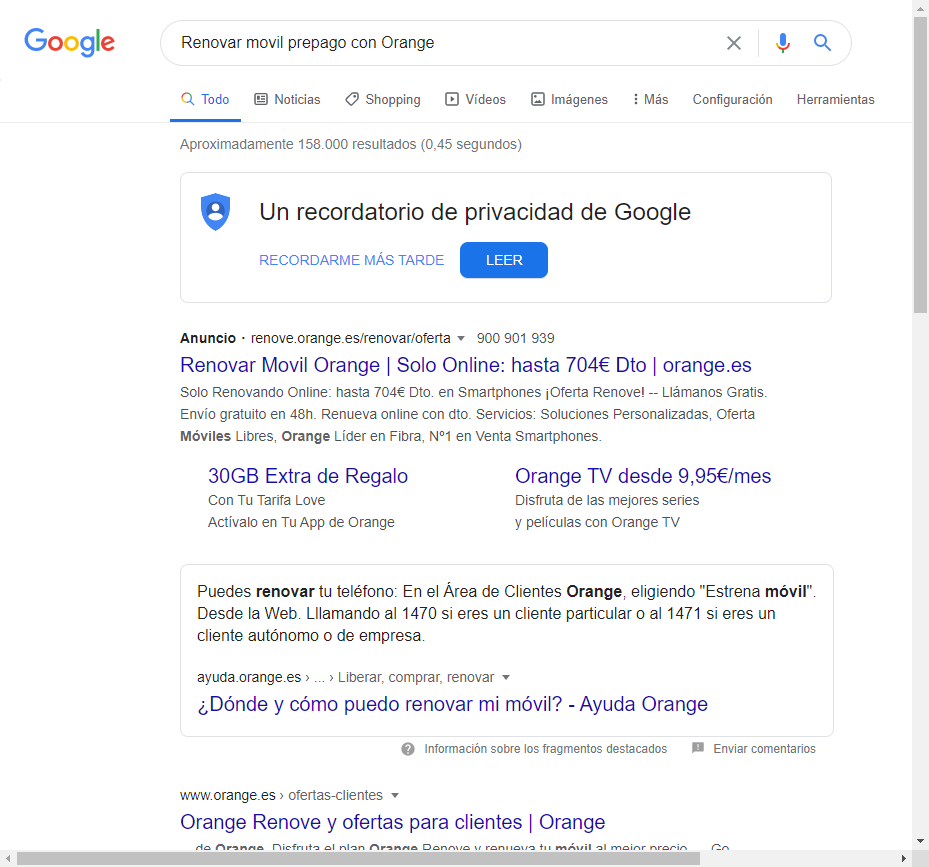 Google
Renovar movil prepago con Orange
Todo Noticias Shopping Vídeos Imágenes Más Configuración Herramientas
Aproximadamente 158.000 resultados (0,45 segundos)
Un recordatorio de privacidad de Google
RECORDARME MÁS TARDE LEER
Anuncio · renove.orange.es/renovar/oferta 900 901 939
Renovar Movil Orange | Solo Online: hasta 704€ Dto | orange.es
Solo Renovando Online: hasta 704€ Dto. en Smartphones ¡Oferta Renove! -- Llámanos Gratis.
Envío gratuito en 48h. Renueva online con dto. Servicios: Soluciones Personalizadas, Oferta
Móviles Libres, Orange Líder en Fibra, Nº1 en Venta Smartphones.
30GB Extra de Regalo
Con Tu Tarifa Love
Actívalo en Tu App de Orange
Orange TV desde 9,95€/mes
Disfruta de las mejores series
y películas con Orange TV
Puedes renovar tu teléfono: En el Área de Clientes Orange, eligiendo "Estrena móvil".
Desde la Web. Lllamando al 1470 si eres un cliente particular o al 1471 si eres un
cliente autónomo o de empresa.
ayuda.orange.es › ... › Liberar, comprar, renovar
¿Dónde y cómo puedo renovar mi móvil? - Ayuda Orange
Información sobre los fragmentos destacados Enviar comentarios
www.orange.es › ofertas-clientes
Orange Renove y ofertas para clientes | Orange
de Orange. Disfruta el plan Orange Renove y renueva tu móvil al mejor precio